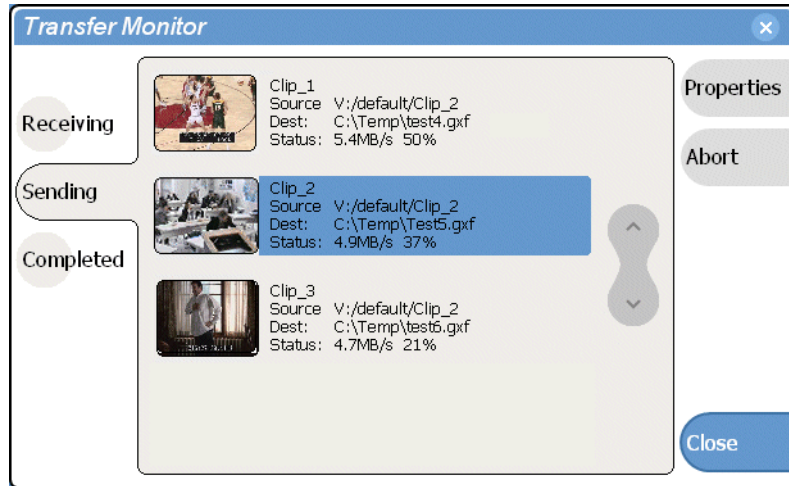 Transfer Monitor
Receiving
Sending
Completed
Clip_1
Source V:/default/Clip_2
Dest: C:\Temp\test4.gxf
Status: 5.4MB/s 50%
Clip_2
Source V:/default/Clip_2
Dest: C:\Temp\Test5.gxf
Status: 4.9MB/s 37%
Clip_3
Source V:/default/Clip_2
Dest: C:\Temp\test6.gxf
Status: 4.7MB/s 21%
Properties
Abort
Close